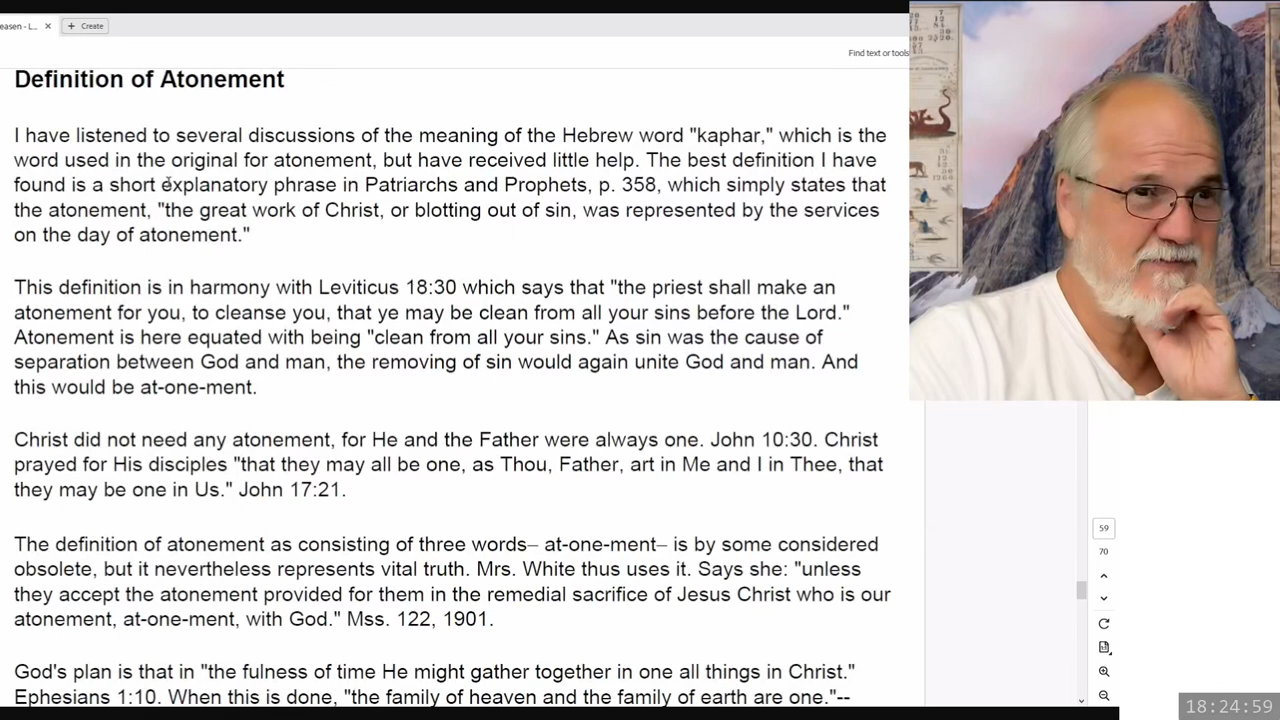 easen - L... × + Create
Find text or tools
Definition of Atonement
I have listened to several discussions of the meaning of the Hebrew word "kaphar," which is the
word used in the original for atonement, but have received little help. The best definition I have
found is a short explanatory phrase in Patriarchs and Prophets, p. 358, which simply states that
the atonement, "the great work of Christ, or blotting out of sin, was represented by the services
on the day of atonement."
This definition is in harmony with Leviticus 18:30 which says that "the priest shall make an
atonement for you, to cleanse you, that ye may be clean from all your sins before the Lord."
Atonement is here equated with being "clean from all your sins." As sin was the cause of
separation between God and man, the removing of sin would again unite God and man. And
this would be at-one-ment.
Christ did not need any atonement, for He and the Father were always one. John 10:30. Christ
prayed for His disciples "that they may all be one, as Thou, Father, art in Me and I in Thee, that
they may be one in Us." John 17:21.
The definition of atonement as consisting of three words– at-one-ment– is by some considered
obsolete, but it nevertheless represents vital truth. Mrs. White thus uses it. Says she: "unless
they accept the atonement provided for them in the remedial sacrifice of Jesus Christ who is our
atonement, at-one-ment, with God." Mss. 122, 1901.
God's plan is that in "the fulness of time He might gather together in one all things in Christ."
Ephesians 1:10. When this is done, "the family of heaven and the family of earth are one."--
59
70
18:24:59